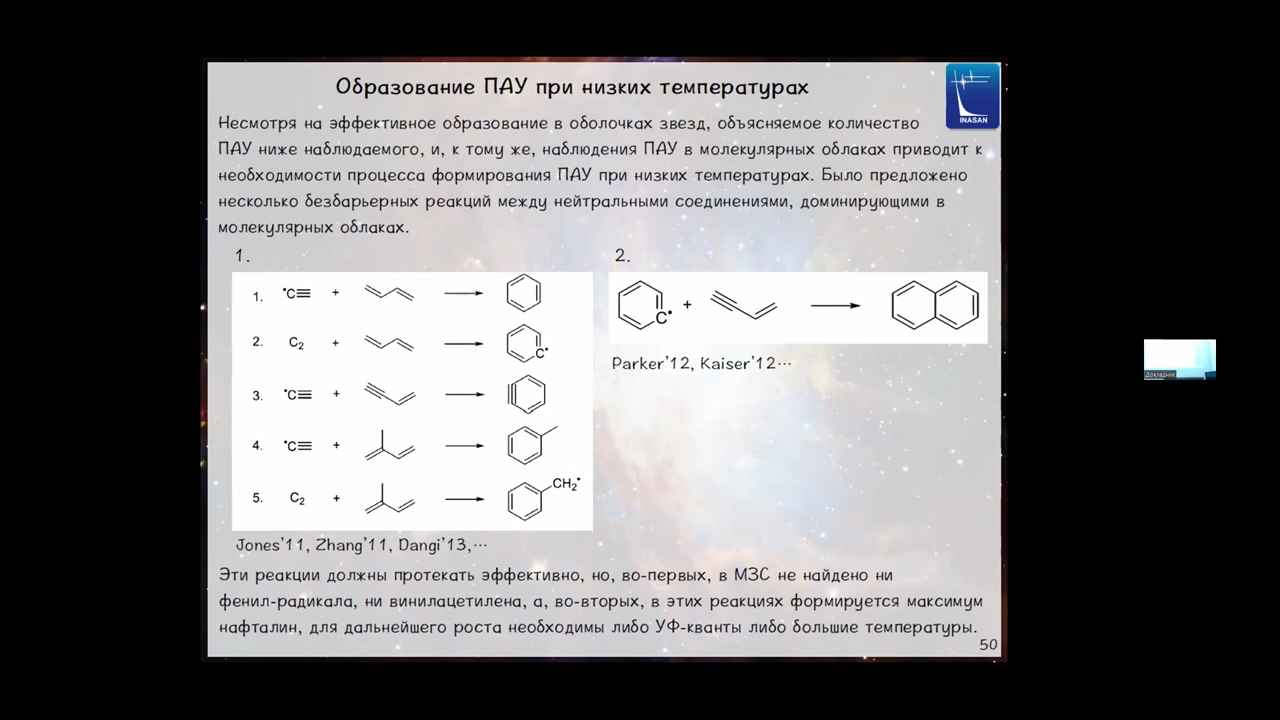 Образование ПАУ при низких температурах
INASAN
Несмотря на эффективное образование в оболочках звезд, объясняемое количество
ПАУ ниже наблюдаемого, и, к тому же, наблюдения ПАУ в молекулярных облаках приводит к
необходимости процесса формирования ПАУ при низких температурах. Было предложено
несколько безбарьерных реакций между нейтральными соединениями, доминирующими в
молекулярных облаках.
1.
1. •C≡ +
2. C₂ + C•
3. •C≡ +
4. •C≡ +
5. C₂ + CH₂•
Jones'11, Zhang'11, Dangi'13,...
2.
C• +
Parker'12, Kaiser'12...
Эти реакции должны протекать эффективно, но, во-первых, в МЗС не найдено ни
фенил-радикала, ни винилацетилена, а, во-вторых, в этих реакциях формируется максимум
нафталин, для дальнейшего роста необходимы либо УФ-кванты либо большие температуры.
50
Докладчик